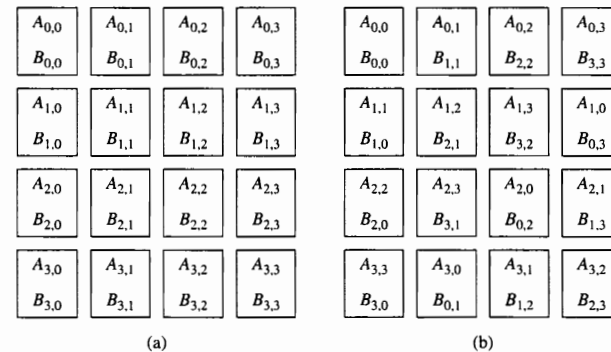 A0,0 A0,1 A0,2 A0,3 A0,0 A0,1 A0,2 A0,3
B0,0 B0,1 B0,2 B0,3 B0,0 B1,1 B2,2 B3,3
A1,0 A1,1 A1,2 A1,3 A1,1 A1,2 A1,3 A1,0
B1,0 B1,1 B1,2 B1,3 B1,0 B2,1 B3,2 B0,3
A2,0 A2,1 A2,2 A2,3 A2,2 A2,3 A2,0 A2,1
B2,0 B2,1 B2,2 B2,3 B2,0 B3,1 B0,2 B1,3
A3,0 A3,1 A3,2 A3,3 A3,3 A3,0 A3,1 A3,2
B3,0 B3,1 B3,2 B3,3 B3,0 B0,1 B1,2 B2,3
(a) (b)